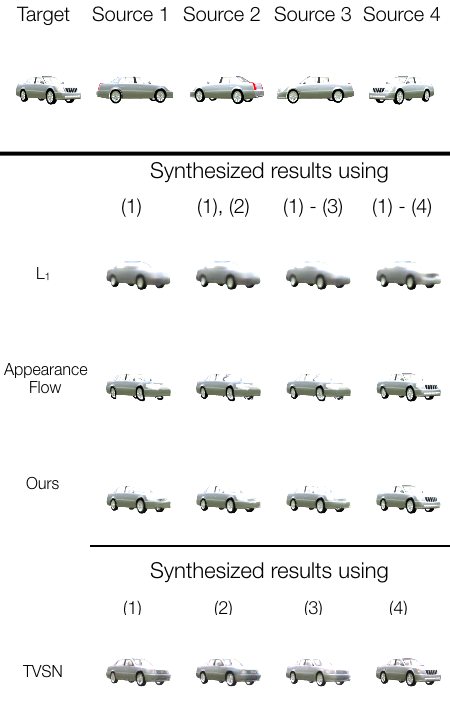 Target Source 1 Source 2 Source 3 Source 4
Synthesized results using
(1) (1), (2) (1) - (3) (1) - (4)
L₁
Appearance
Flow
Ours
Synthesized results using
(1) (2) (3) (4)
TVSN